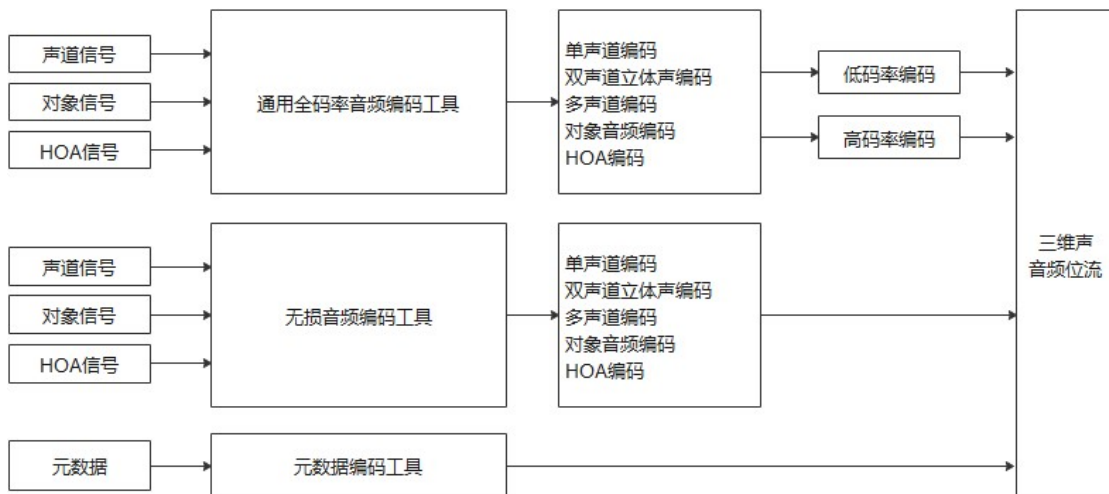 声道信号
对象信号
HOA信号
通用全码率音频编码工具
单声道编码
双声道立体声编码
多声道编码
对象音频编码
HOA编码
低码率编码
高码率编码
声道信号
对象信号
HOA信号
无损音频编码工具
单声道编码
双声道立体声编码
多声道编码
对象音频编码
HOA编码
三维声
音频位流
元数据
元数据编码工具